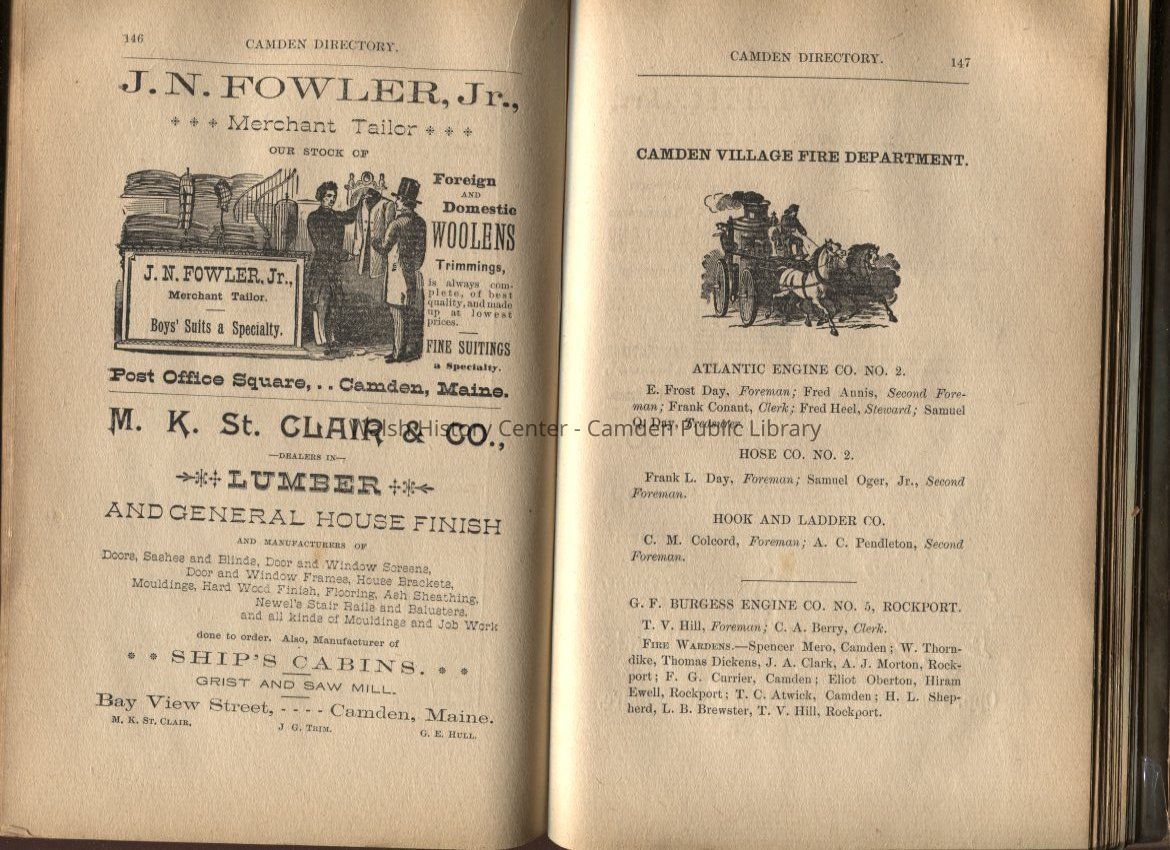 146
CAMDEN DIRECTORY.
J. N. FOWLER, Jr.,
Merchant Tailor
OUR STOCK OF
Foreign
AND
Domestic
WOOLENS
Trimmings,
is always com-
plete, of best
quality, and made
up at lowest
prices.
FINE SUITINGS
a Specialty.
J. N. FOWLER, Jr.,
Merchant Tailor.
Boys' Suits a Specialty.
Post Office Square, . . Camden, Maine.
M. K. St. CLAIR & CO.,
—DEALERS IN—
LUMBER
AND GENERAL HOUSE FINISH
AND MANUFACTURERS OF
Doors, Sashes and Blinds, Door and Window Screens,
Door and Window Frames, House Brackets,
Mouldings, Hard Wood Finish, Flooring, Ash Sheathing,
Newel's Stair Rails and Balusters,
and all kinds of Mouldings and Job Work
done to order. Also, Manufacturer of
SHIP'S CABINS.
GRIST AND SAW MILL.
Bay View Street, - - - - Camden, Maine.
M. K. ST. CLAIR, J. G. TRIM. G. E. HULL.
CAMDEN DIRECTORY. 147
CAMDEN VILLAGE FIRE DEPARTMENT.
ATLANTIC ENGINE CO. NO. 2.
E. Frost Day, Foreman; Fred Annis, Second Fore-
man; Frank Conant, Clerk; Fred Heel, Steward; Samuel
Q. Day, Treasurer.
HOSE CO. NO. 2.
Frank L. Day, Foreman; Samuel Oger, Jr., Second
Foreman.
HOOK AND LADDER CO.
C. M. Colcord, Foreman; A. C. Pendleton, Second
Foreman.
G. F. BURGESS ENGINE CO. NO. 5, ROCKPORT.
T. V. Hill, Foreman; C. A. Berry, Clerk.
FIRE WARDENS.—Spencer Mero, Camden; W. Thorn-
dike, Thomas Dickens, J. A. Clark, A. J. Morton, Rock-
port; F. G. Currier, Camden; Eliot Oberton, Hiram
Ewell, Rockport; T. C. Atwick, Camden; H. L. Shep-
herd, L. B. Brewster, T. V. Hill, Rockport.
Walsh History Center - Camden Public Library